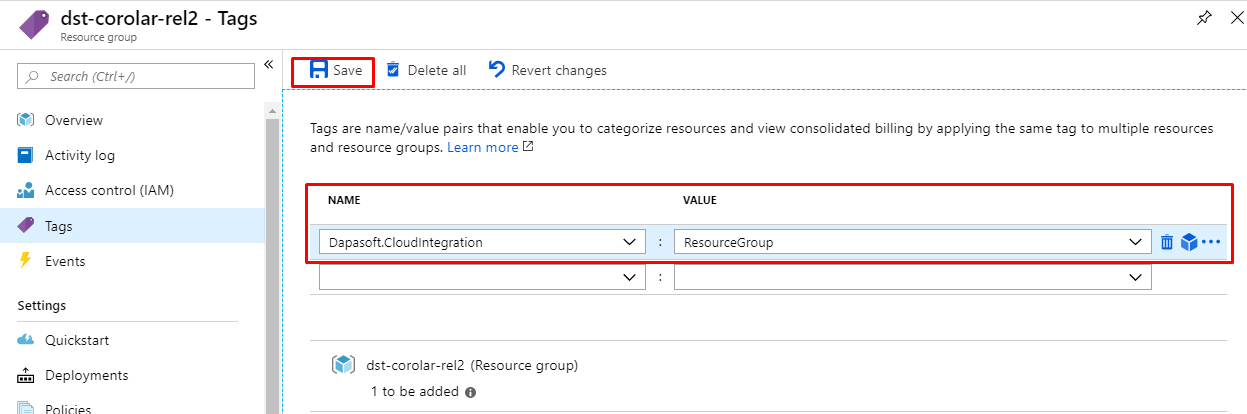 dst-corolar-rel2 - Tags
Resource group
Search (Ctrl+/)
«
Overview
Activity log
Access control (IAM)
Tags
Events
Settings
Quickstart
Deployments
Policies
Save
Delete all
Revert changes
Tags are name/value pairs that enable you to categorize resources and view consolidated billing by applying the same tag to multiple resources
and resource groups. Learn more
NAME VALUE
Dapasoft.CloudIntegration : ResourceGroup
:
dst-corolar-rel2 (Resource group)
1 to be added